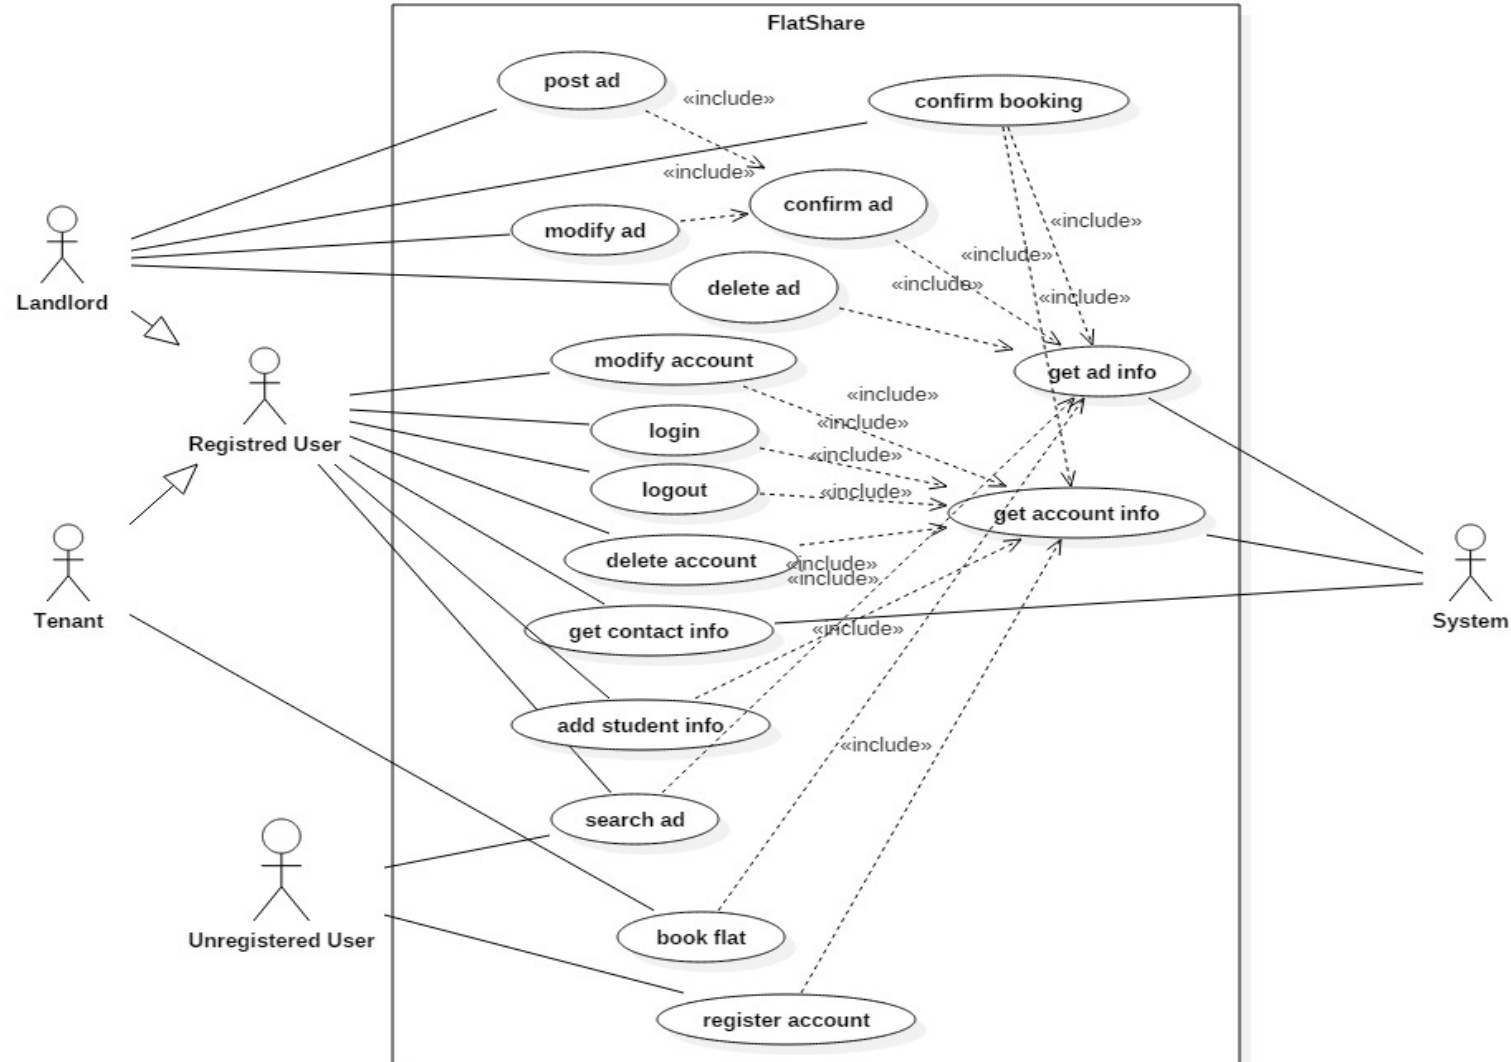 FlatShare
post ad
«include»
confirm booking
«include»
confirm ad
«include»
modify ad
«include»
delete ad
«include»
«include»
Landlord
modify account
get ad info
«include»
«include»
login
Registred User
«include»
logout
«include»
get account info
delete account
«include»
«include»
Tenant
get contact info
«include»
System
add student info
«include»
search ad
Unregistered User
book flat
register account